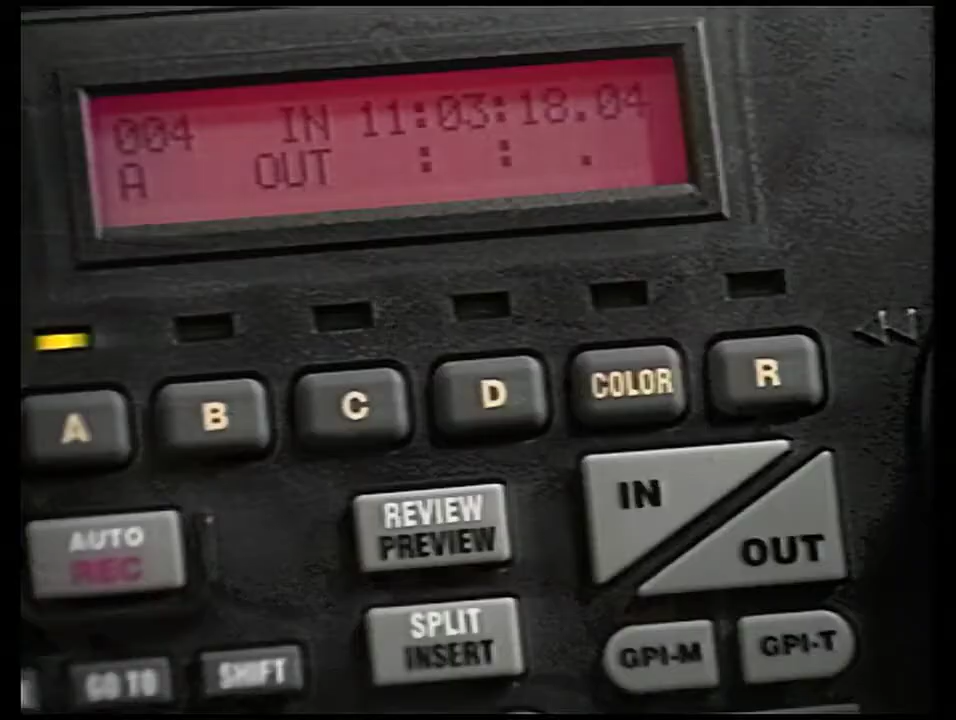 004 IN 11:03:18.04
A OUT : : .
A B C D COLOR R
IN
OUT
AUTO
REC
REVIEW
PREVIEW
SPLIT
INSERT
GO TO
SHIFT
GPI-M
GPI-T